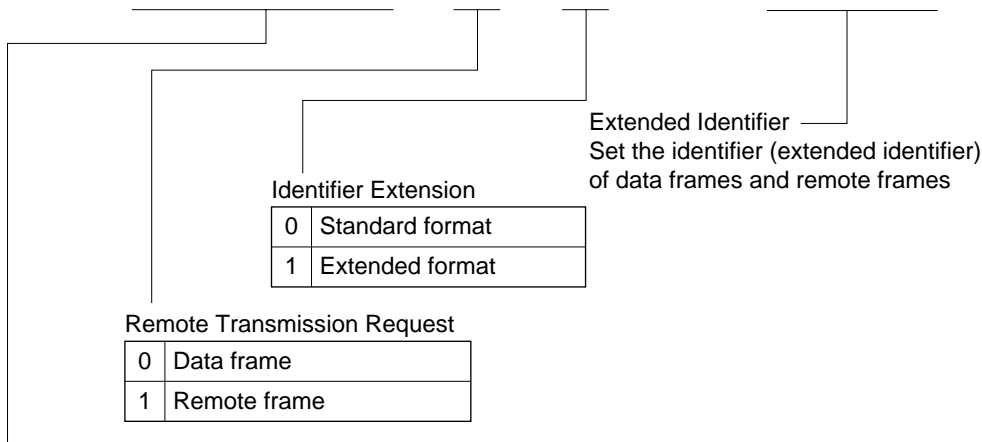 Extended Identifier
Set the identifier (extended identifier)
of data frames and remote frames
Identifier Extension
0 Standard format
1 Extended format
Remote Transmission Request
0 Data frame
1 Remote frame